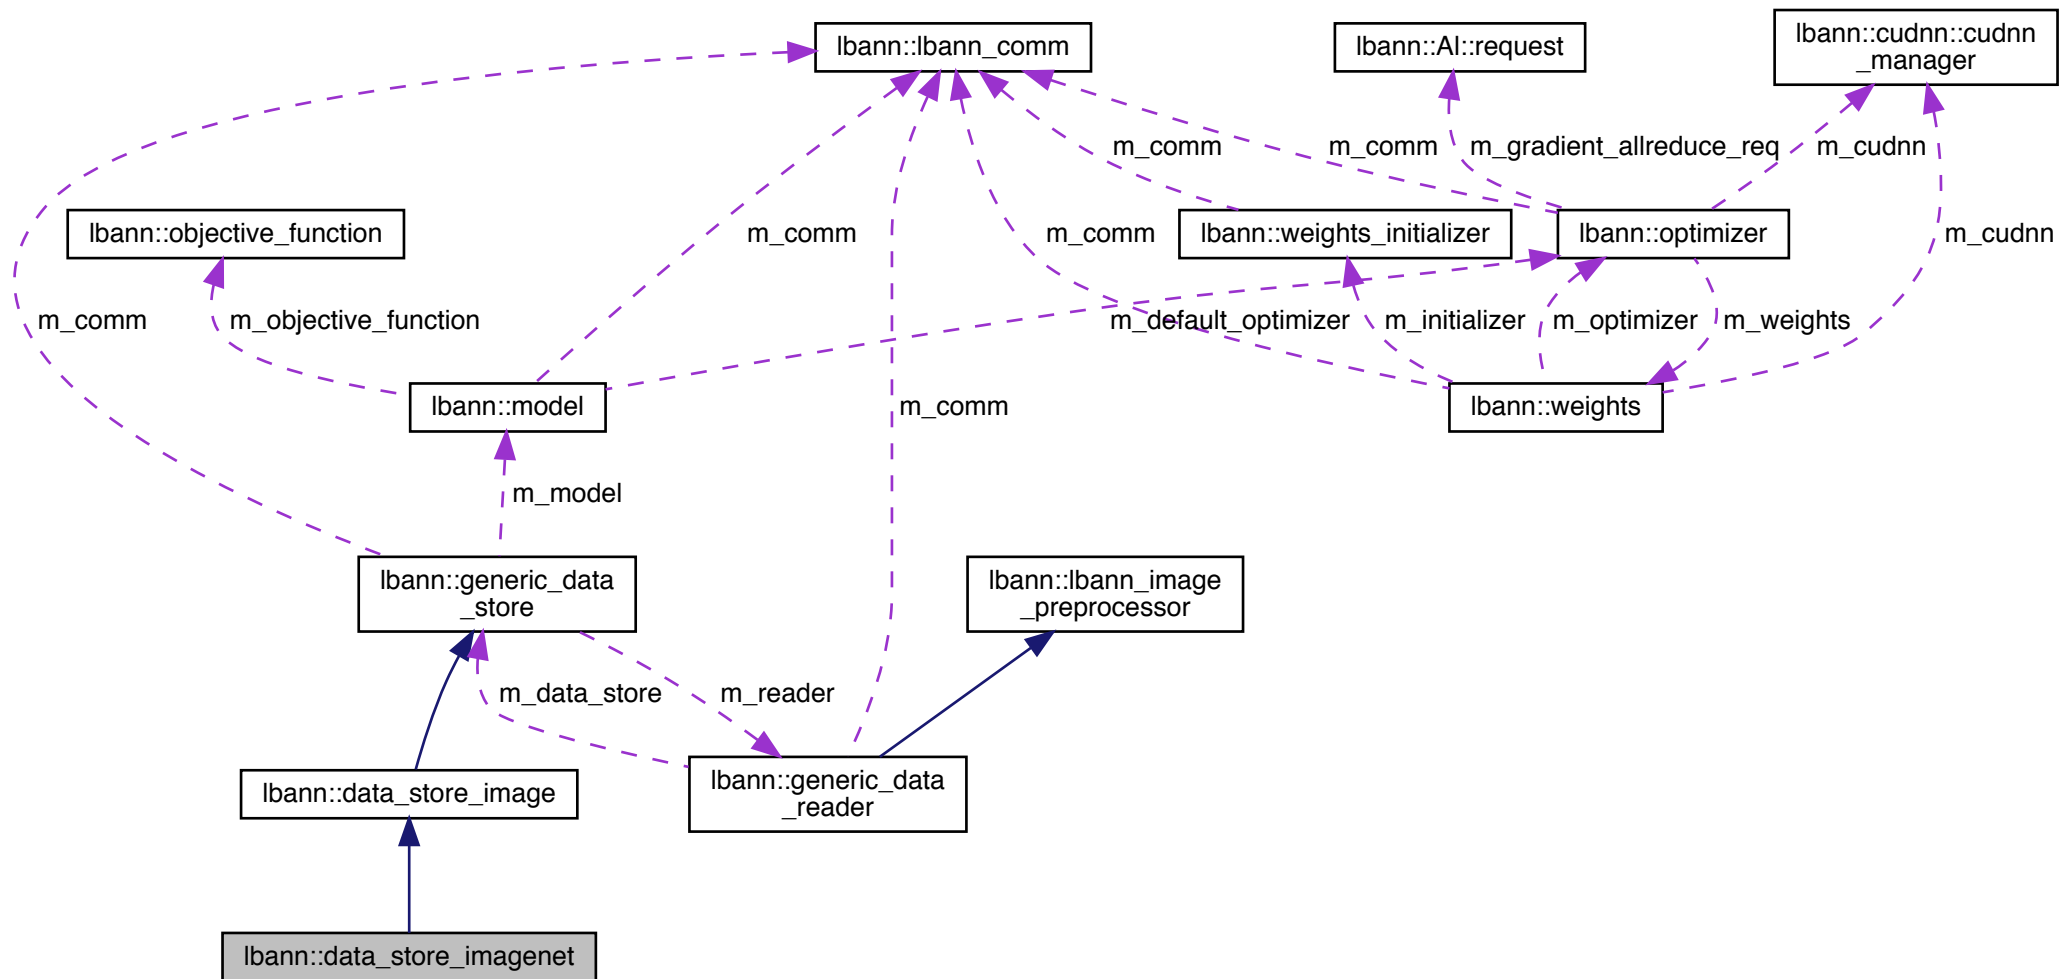 lbann::lbann_comm
lbann::Al::request
lbann::cudnn::cudnn
_manager
m_comm
m_comm
m_gradient_allreduce_req
m_cudnn
lbann::objective_function
m_comm
m_comm
lbann::weights_initializer
lbann::optimizer
m_cudnn
m_comm
m_objective_function
m_default_optimizer
m_initializer
m_optimizer
m_weights
lbann::model
m_comm
lbann::weights
m_model
lbann::generic_data
_store
lbann::lbann_image
_preprocessor
m_data_store
m_reader
lbann::data_store_image
lbann::generic_data
_reader
lbann::data_store_imagenet